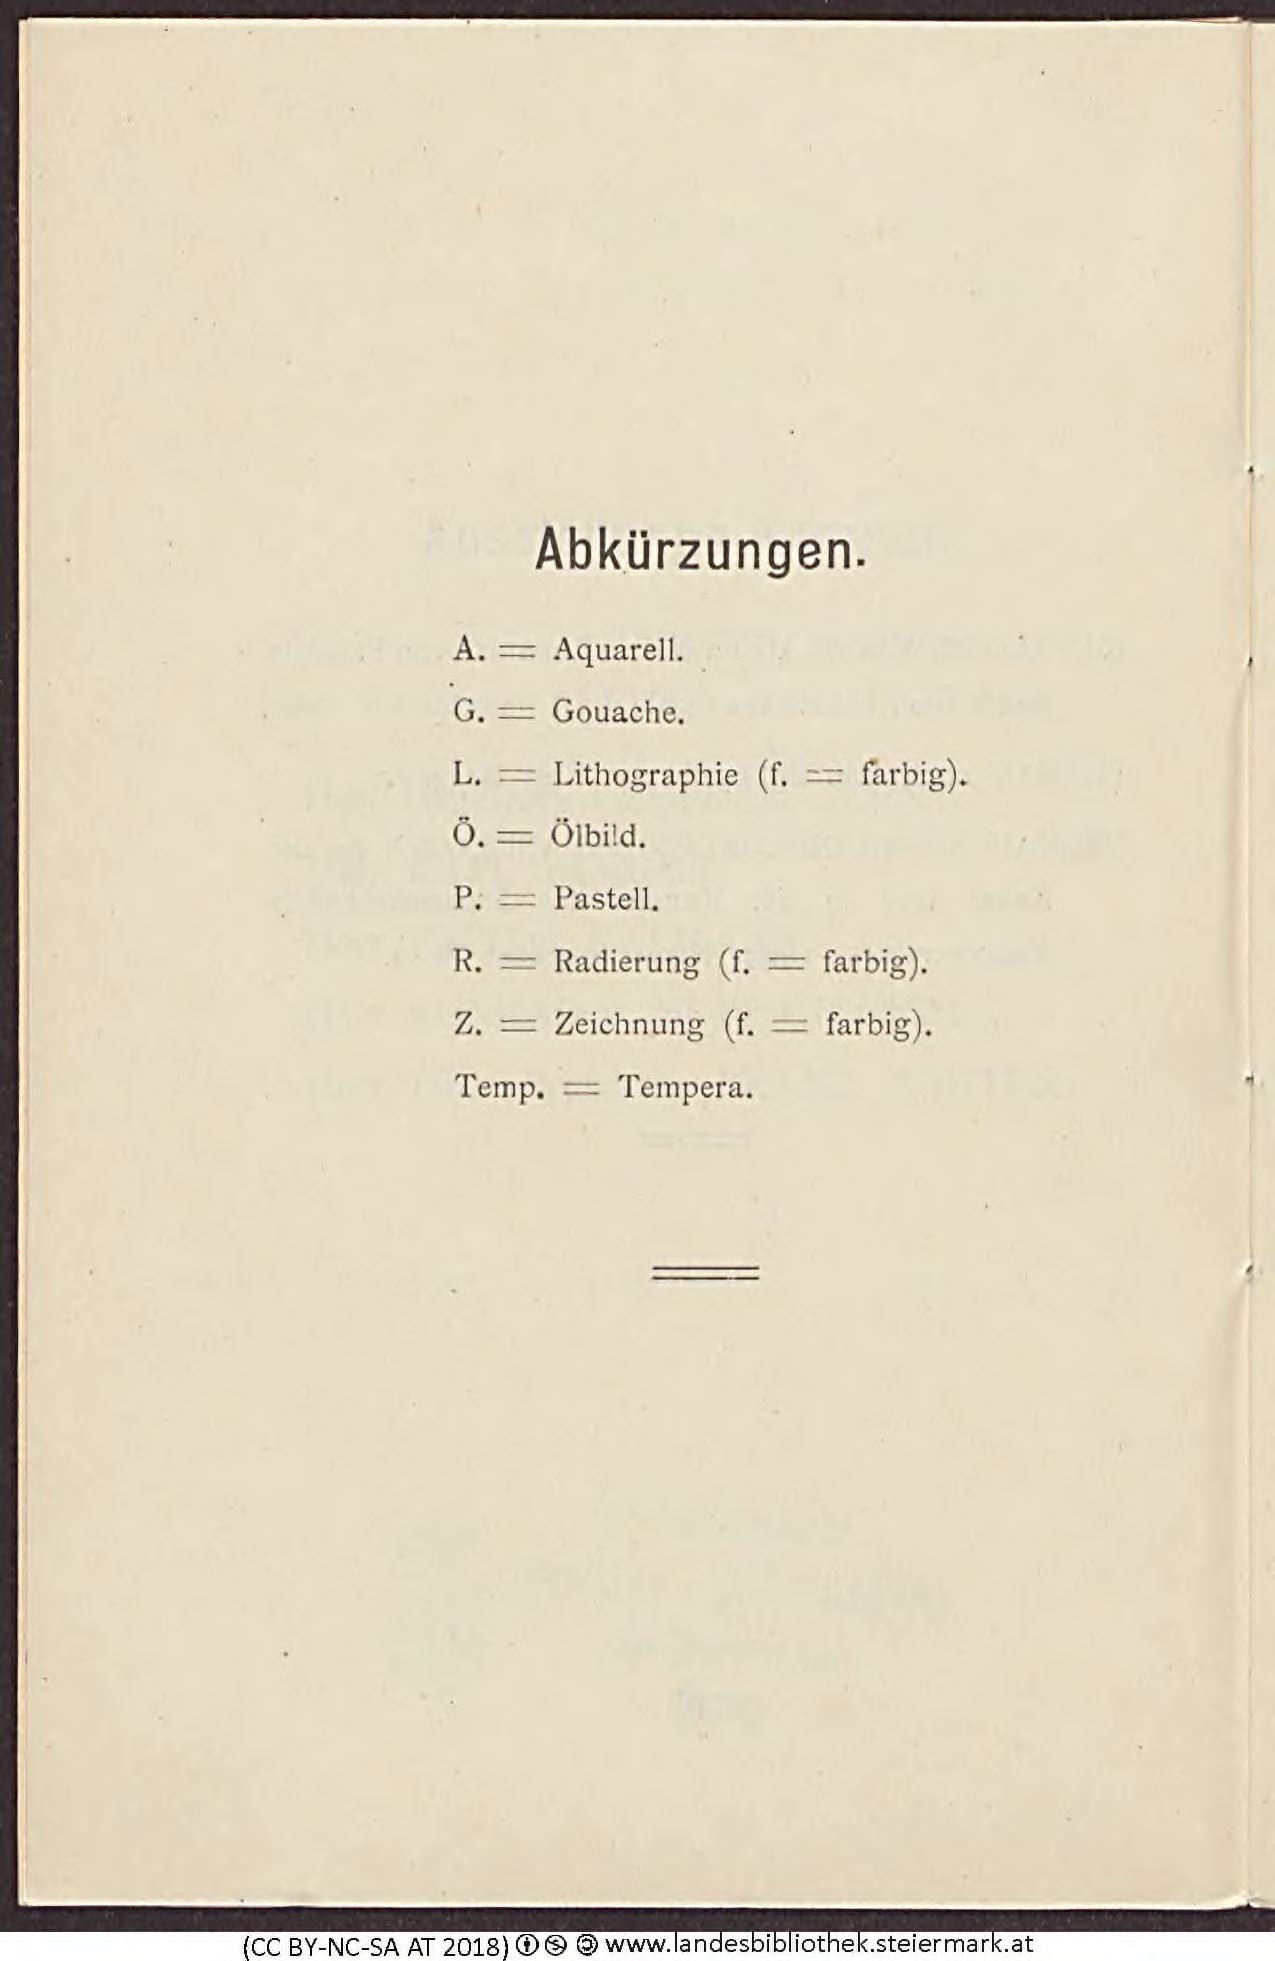 Abkürzungen.
A. = Aquarell.
G. = Gouache.
L. = Lithographie (f. = farbig).
Ö. = Ölbild.
P. = Pastell.
R. = Radierung (f. = farbig).
Z. = Zeichnung (f. = farbig).
Temp. = Tempera.
(CC BY-NC-SA AT 2018) www.landesbibliothek.steiermark.at